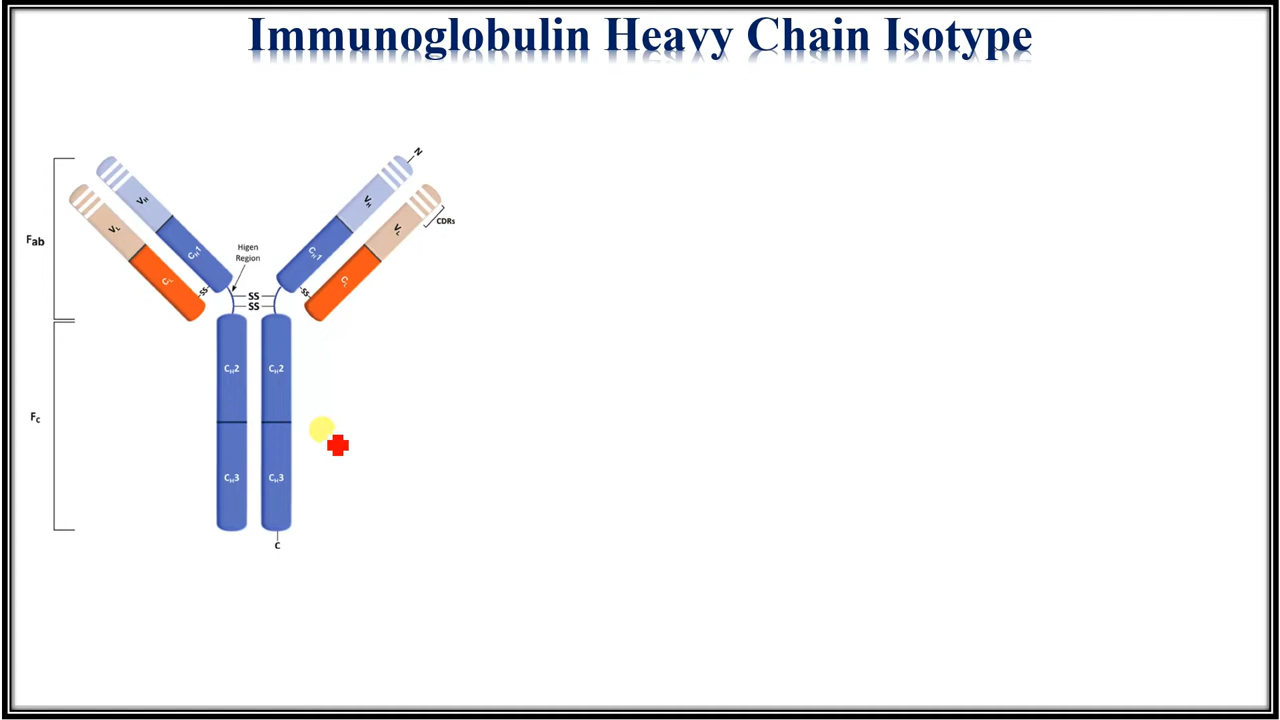 Immunoglobulin Heavy Chain Isotype
N
VH
VH
VL
VL
CDRs
Fab
CH1
CH1
Higen
Region
CL
CL
SS
SS
SS
SS
CH2
CH2
Fc
CH3
CH3
C